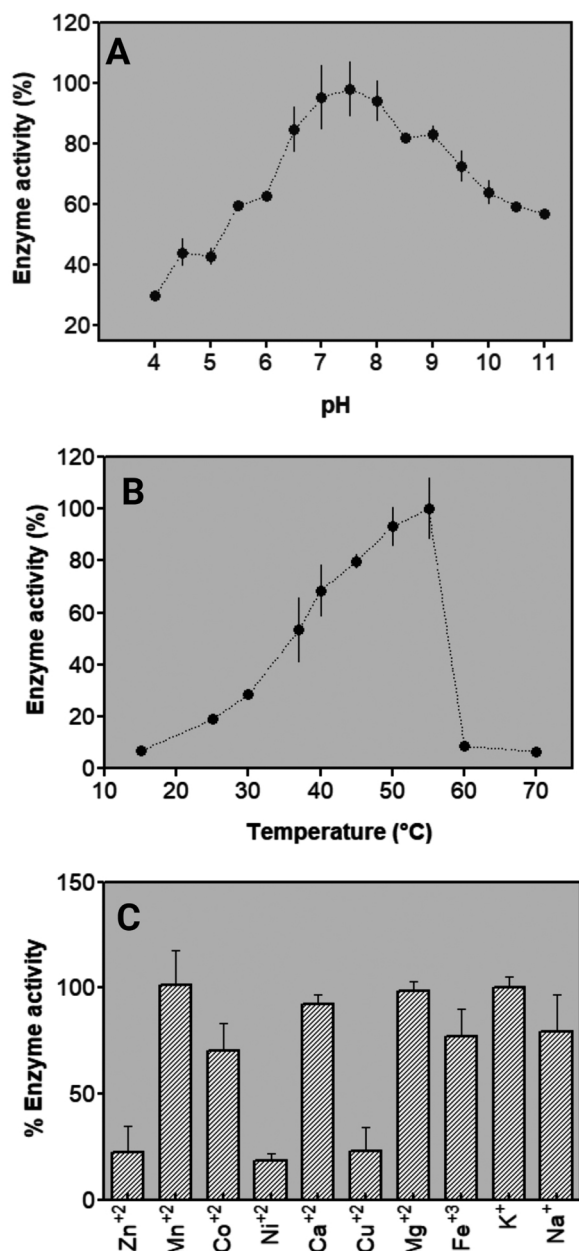 A
Enzyme activity (%)
120
100
80
60
40
20
4 5 6 7 8 9 10 11
pH
B
Enzyme activity (%)
120
100
80
60
40
20
0
10 20 30 40 50 60 70
Temperature (°C)
C
% Enzyme activity
150
100
50
0
Zn+2 Mn+2 Co+2 Ni+2 Ca+2 Cu+2 Mg+2 Fe+3 K+ Na+